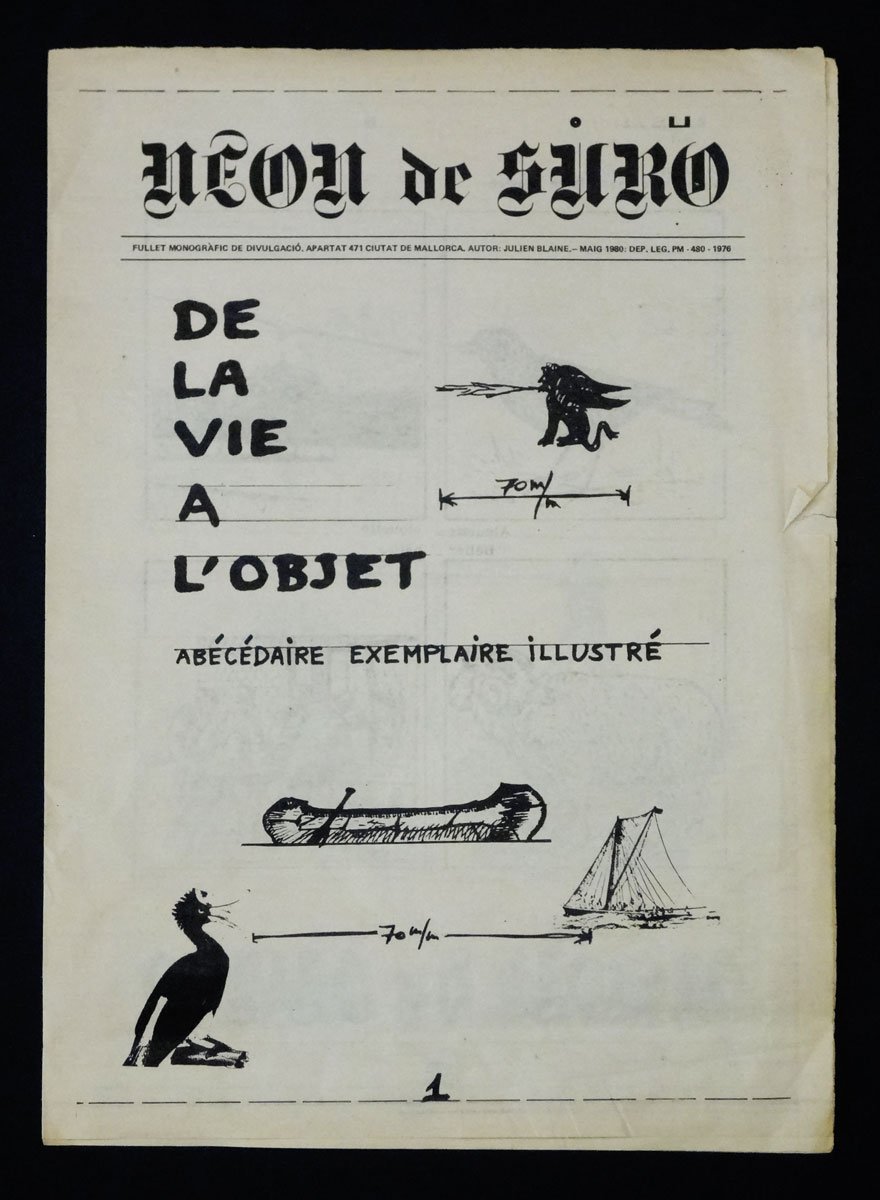 NEON de SURO
FULLET MONOGRÀFIC DE DIVULGACIÓ. APARTAT 471 CIUTAT DE MALLORCA. AUTOR: JULIEN BLAINE.— MAIG 1980: DEP. LEG. PM - 480 - 1976
DE
LA
VIE
A
L'OBJET
70 m/m
ABÉCÉDAIRE EXEMPLAIRE ILLUSTRÉ
70 m/m
1